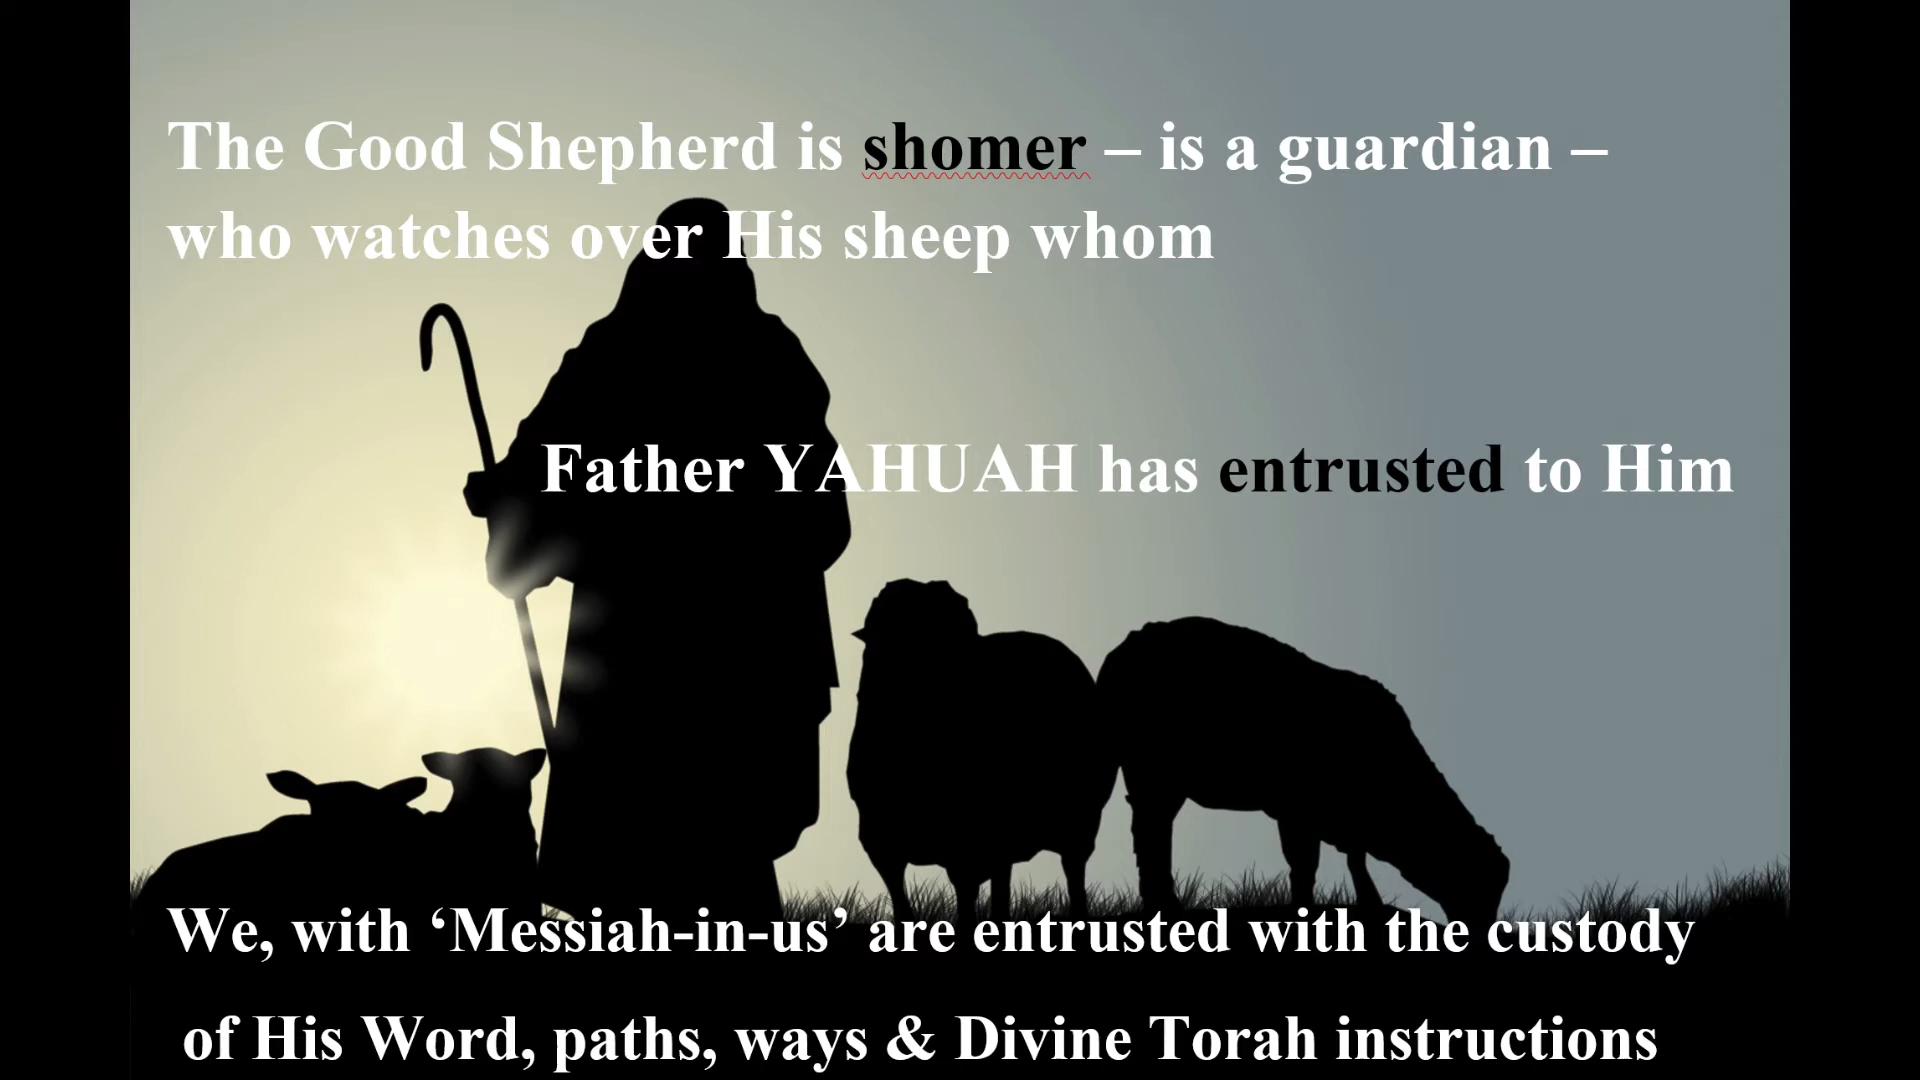 The Good Shepherd is shomer – is a guardian –
who watches over His sheep whom
Father YAHUAH has entrusted to Him
We, with ‘Messiah-in-us’ are entrusted with the custody
of His Word, paths, ways & Divine Torah instructions